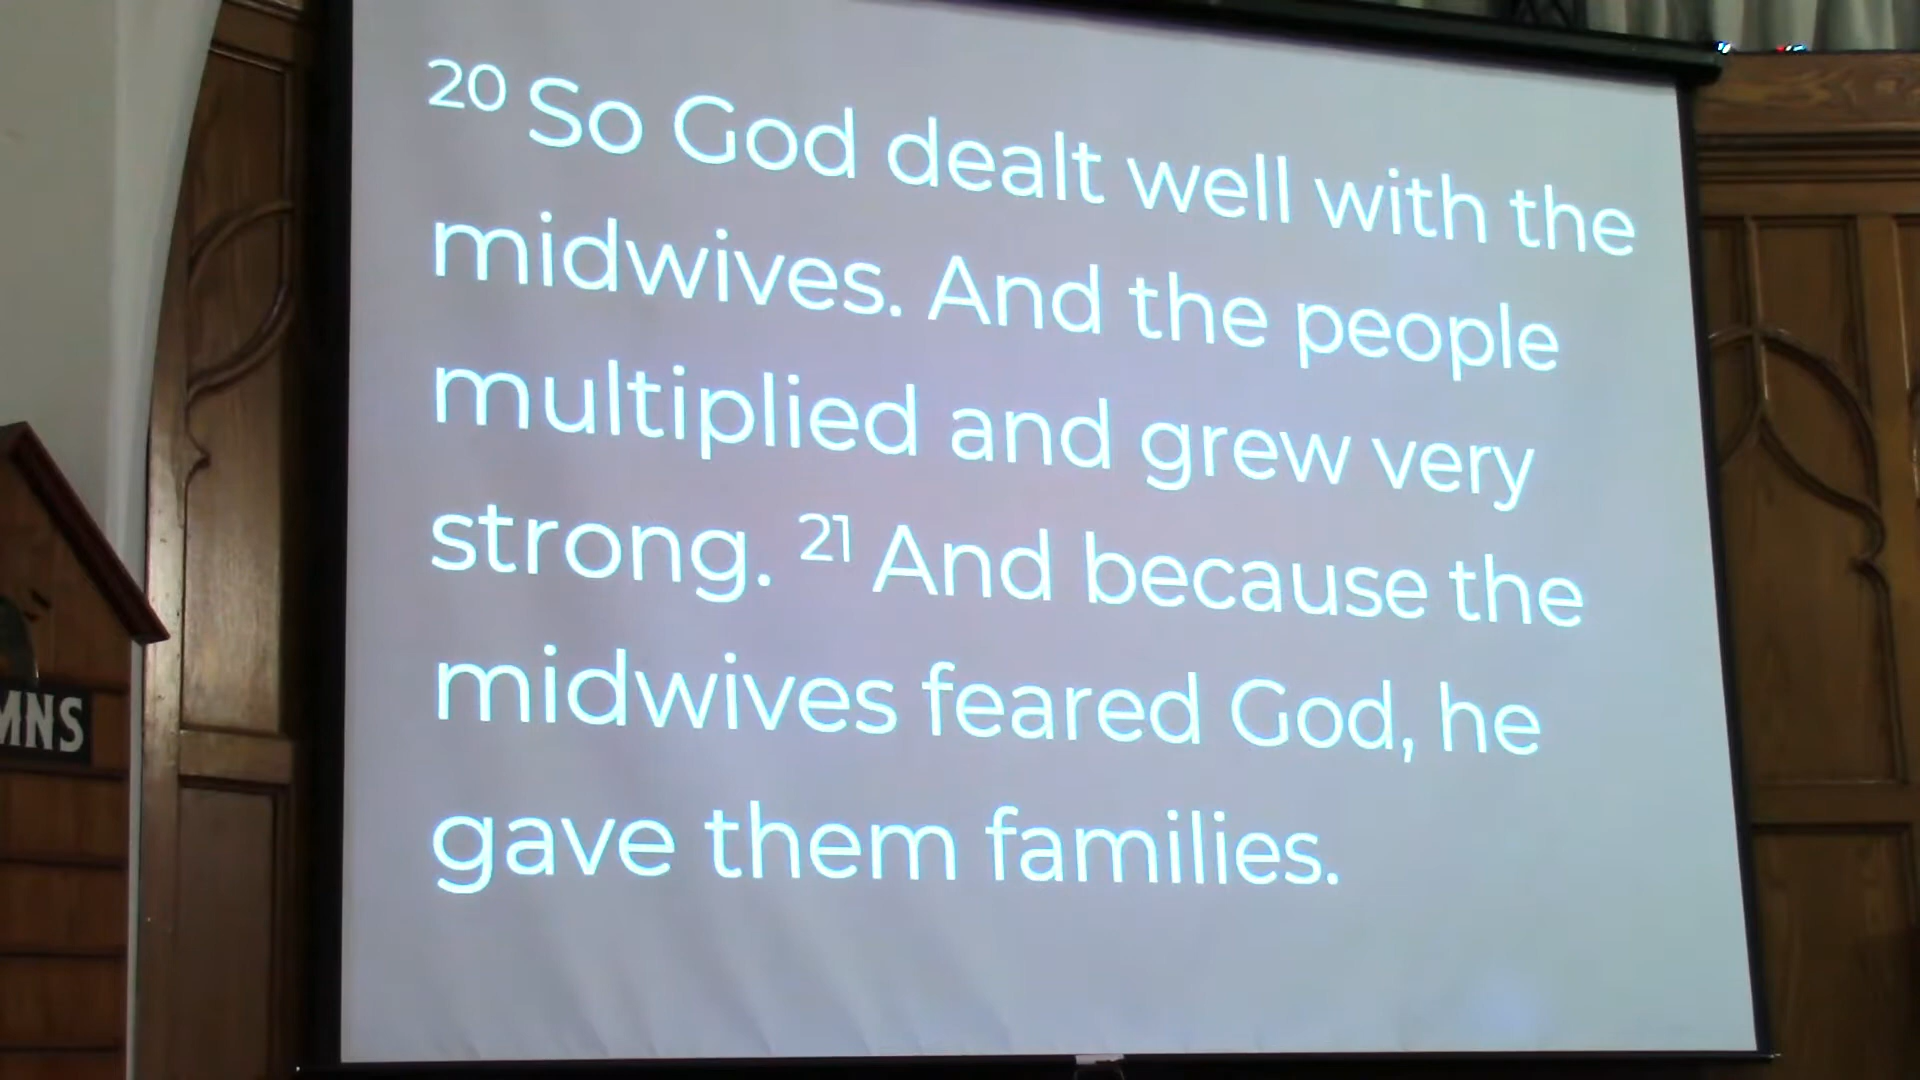 20 So God dealt well with the
midwives. And the people
multiplied and grew very
strong. 21 And because the
midwives feared God, he
gave them families.
MNS